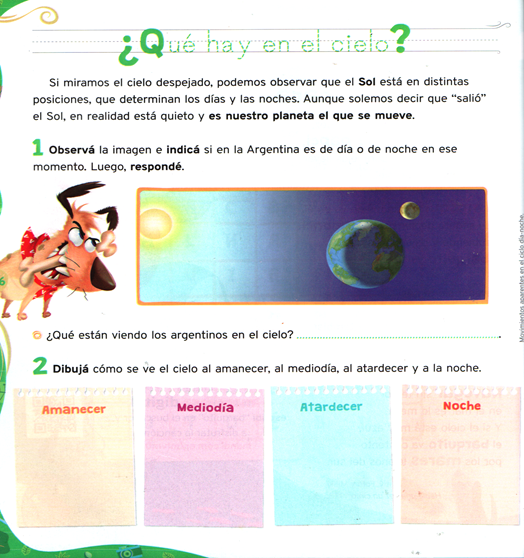 ¿Qué hay en el cielo?
Si miramos el cielo despejado, podemos observar que el Sol está en distintas
posiciones, que determinan los días y las noches. Aunque solemos decir que “salió”
el Sol, en realidad está quieto y es nuestro planeta el que se mueve.
1 Observá la imagen e indicá si en la Argentina es de día o de noche en ese
momento. Luego, respondé.
6
Movimientos aparentes en el ciclo día-noche.
¿Qué están viendo los argentinos en el cielo?
2 Dibujá cómo se ve el cielo al amanecer, al mediodía, al atardecer y a la noche.
Amanecer
Mediodía
Atardecer
Noche